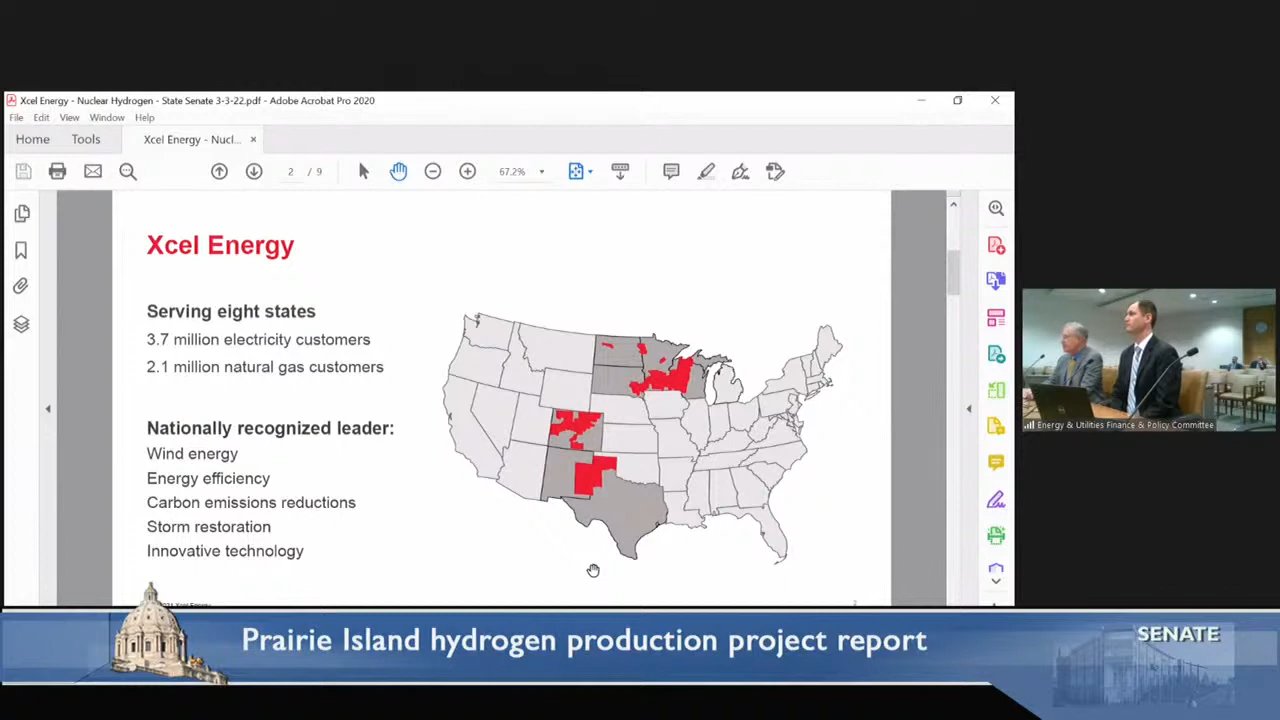 Xcel Energy - Nuclear Hydrogen - State Senate 3-3-22.pdf - Adobe Acrobat Pro 2020
File Edit View Window Help
Home Tools Xcel Energy - Nucl... ×
2 / 9 67.2%
Xcel Energy
Serving eight states
3.7 million electricity customers
2.1 million natural gas customers
Nationally recognized leader:
Wind energy
Energy efficiency
Carbon emissions reductions
Storm restoration
Innovative technology
Energy & Utilities Finance & Policy Committee
Prairie Island hydrogen production project report
SENATE